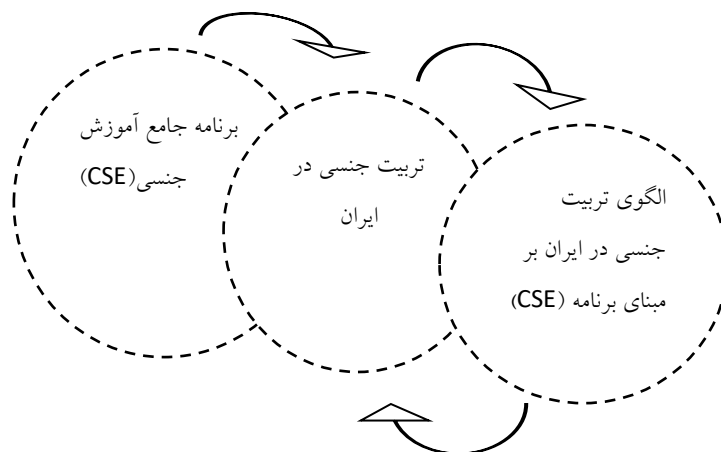 برنامه جامع آموزش
جنسی(CSE)
تربیت جنسی در
ایران
الگوی تربیت
جنسی در ایران بر
مبنای برنامه (CSE)